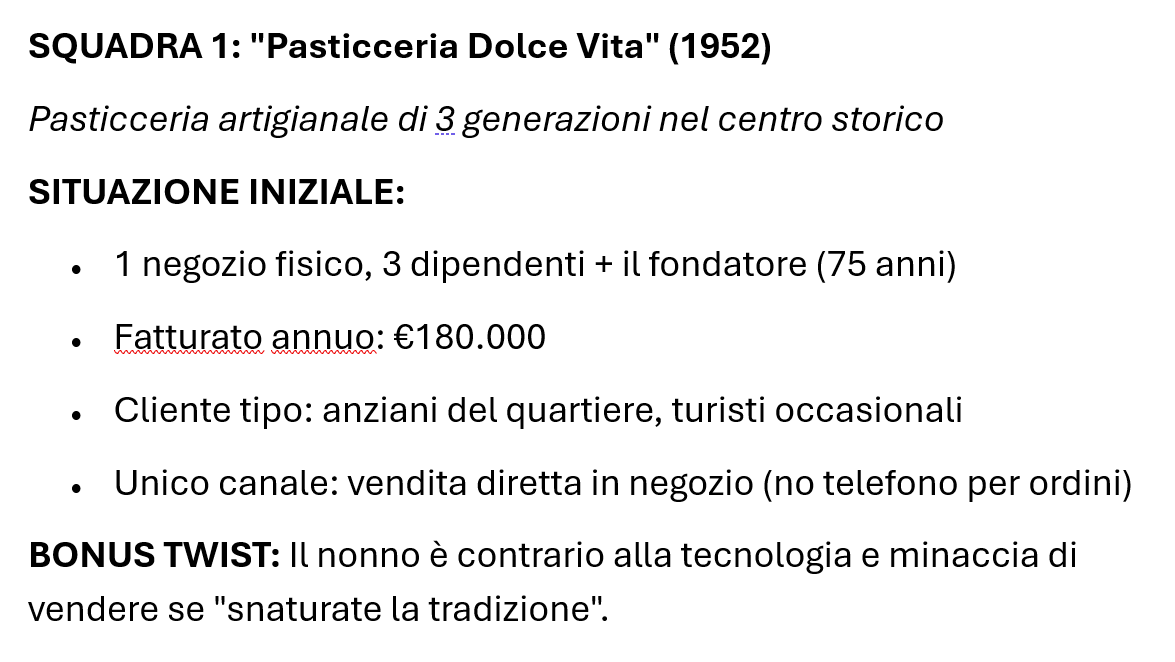 SQUADRA 1: "Pasticceria Dolce Vita" (1952)
Pasticceria artigianale di 3 generazioni nel centro storico
SITUAZIONE INIZIALE:
• 1 negozio fisico, 3 dipendenti + il fondatore (75 anni)
• Fatturato annuo: €180.000
• Cliente tipo: anziani del quartiere, turisti occasionali
• Unico canale: vendita diretta in negozio (no telefono per ordini)
BONUS TWIST: Il nonno è contrario alla tecnologia e minaccia di
vendere se "snaturate la tradizione".